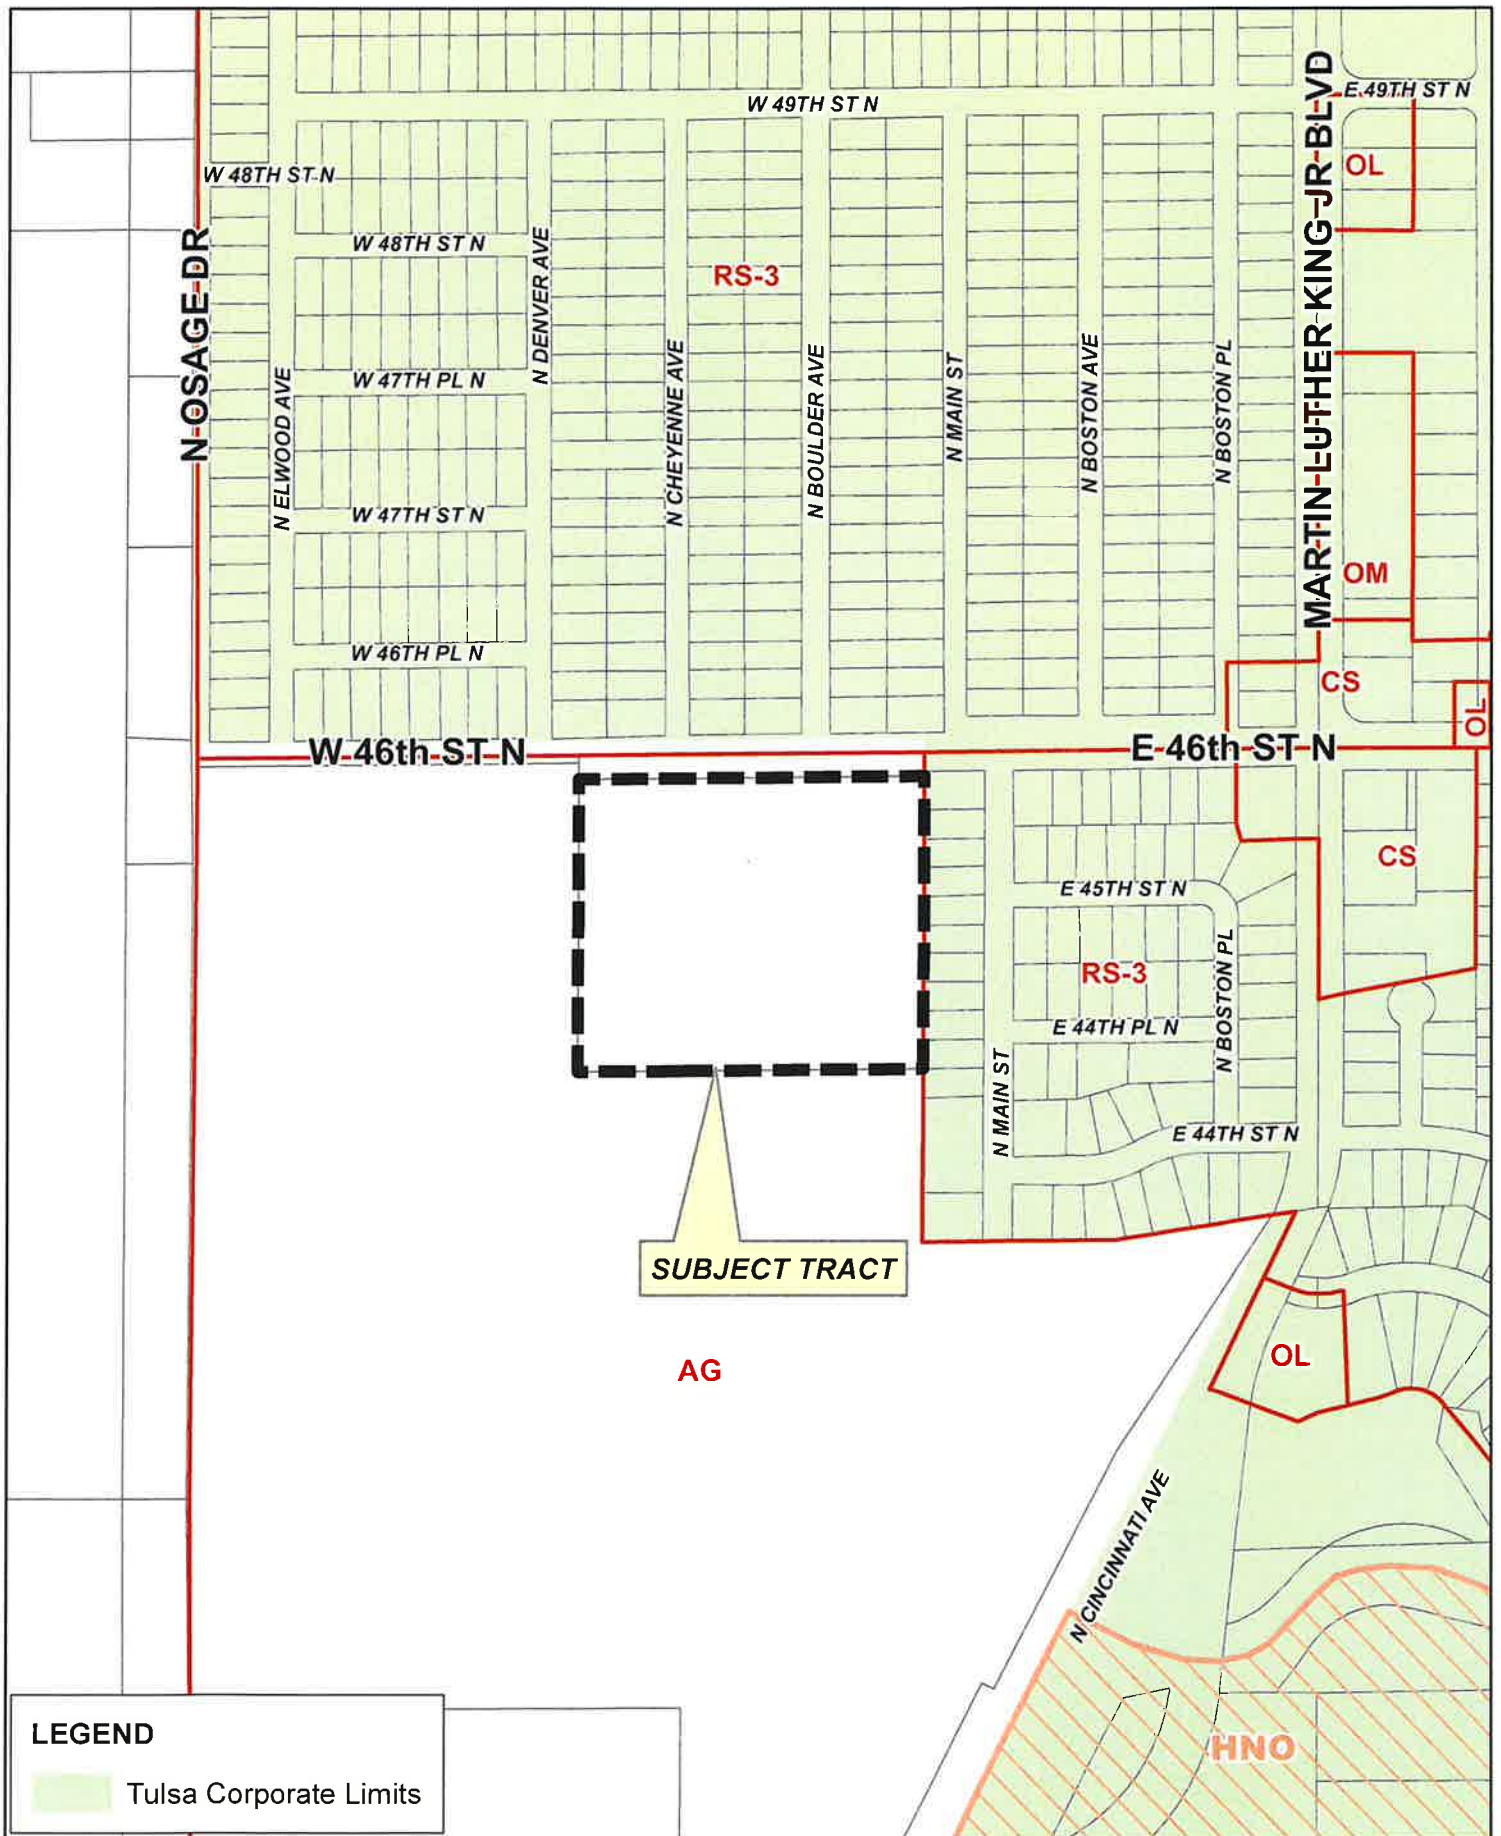 W 49TH ST N
E 49TH ST N
OL
W 48TH ST N
W 48TH ST N
RS-3
N OSAGE DR
N ELWOOD AVE
N DENVER AVE
N CHEYENNE AVE
N BOULDER AVE
N MAIN ST
N BOSTON AVE
N BOSTON PL
MARTIN LUTHER KING JR BLVD
W 47TH PL N
W 47TH ST N
OM
W 46TH PL N
CS
OL
W 46th ST N
E 46th ST N
CS
E 45TH ST N
RS-3
N BOSTON PL
E 44TH PL N
N MAIN ST
E 44TH ST N
SUBJECT TRACT
OL
AG
N CINCINNATI AVE
HNO
LEGEND
Tulsa Corporate Limits